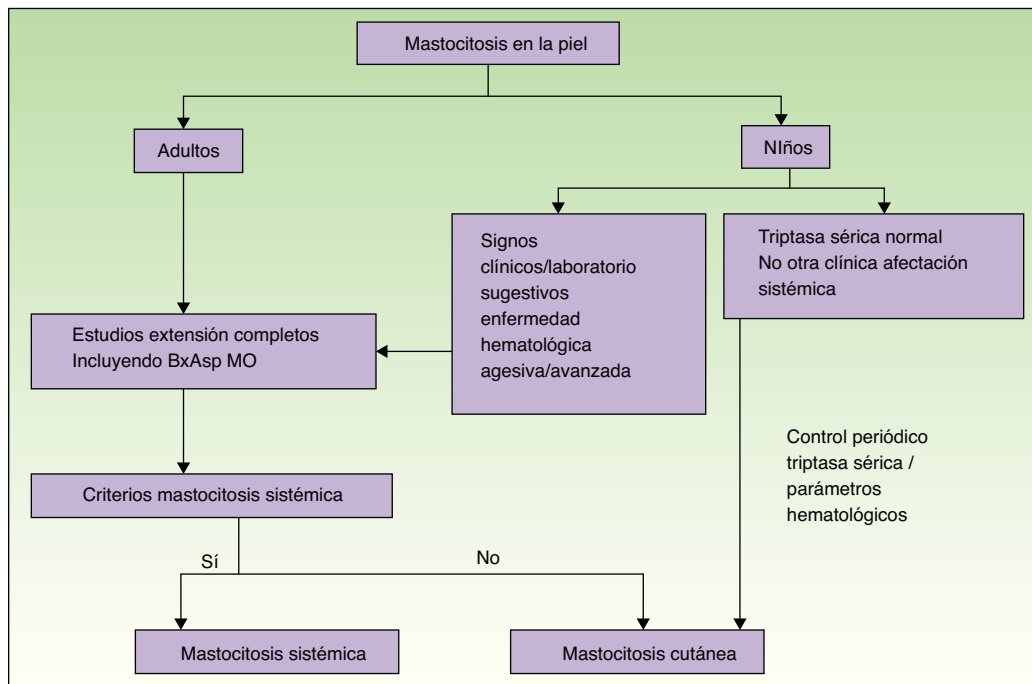 Mastocitosis en la piel
Adultos
NIños
Signos
clínicos/laboratorio
sugestivos
enfermedad
hematológica
agesiva/avanzada
Triptasa sérica normal
No otra clínica afectación
sistémica
Estudios extensión completos
Incluyendo BxAsp MO
Control periódico
triptasa sérica /
parámetros
hematológicos
Criterios mastocitosis sistémica
Sí
No
Mastocitosis sistémica
Mastocitosis cutánea